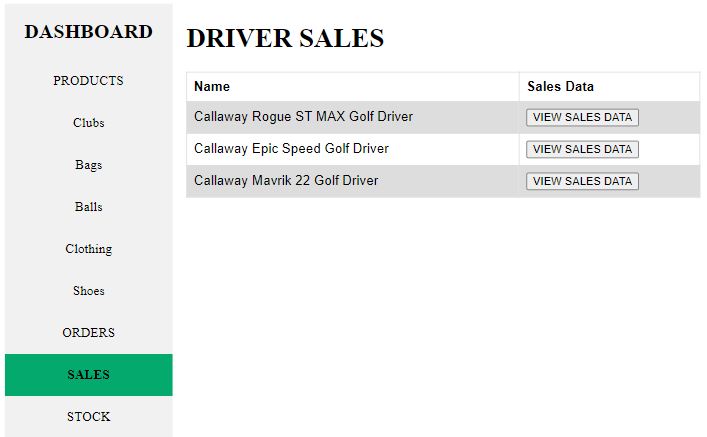 DASHBOARD
PRODUCTS
Clubs
Bags
Balls
Clothing
Shoes
ORDERS
SALES
STOCK
DRIVER SALES
Name Sales Data
Callaway Rogue ST MAX Golf Driver VIEW SALES DATA
Callaway Epic Speed Golf Driver VIEW SALES DATA
Callaway Mavrik 22 Golf Driver VIEW SALES DATA